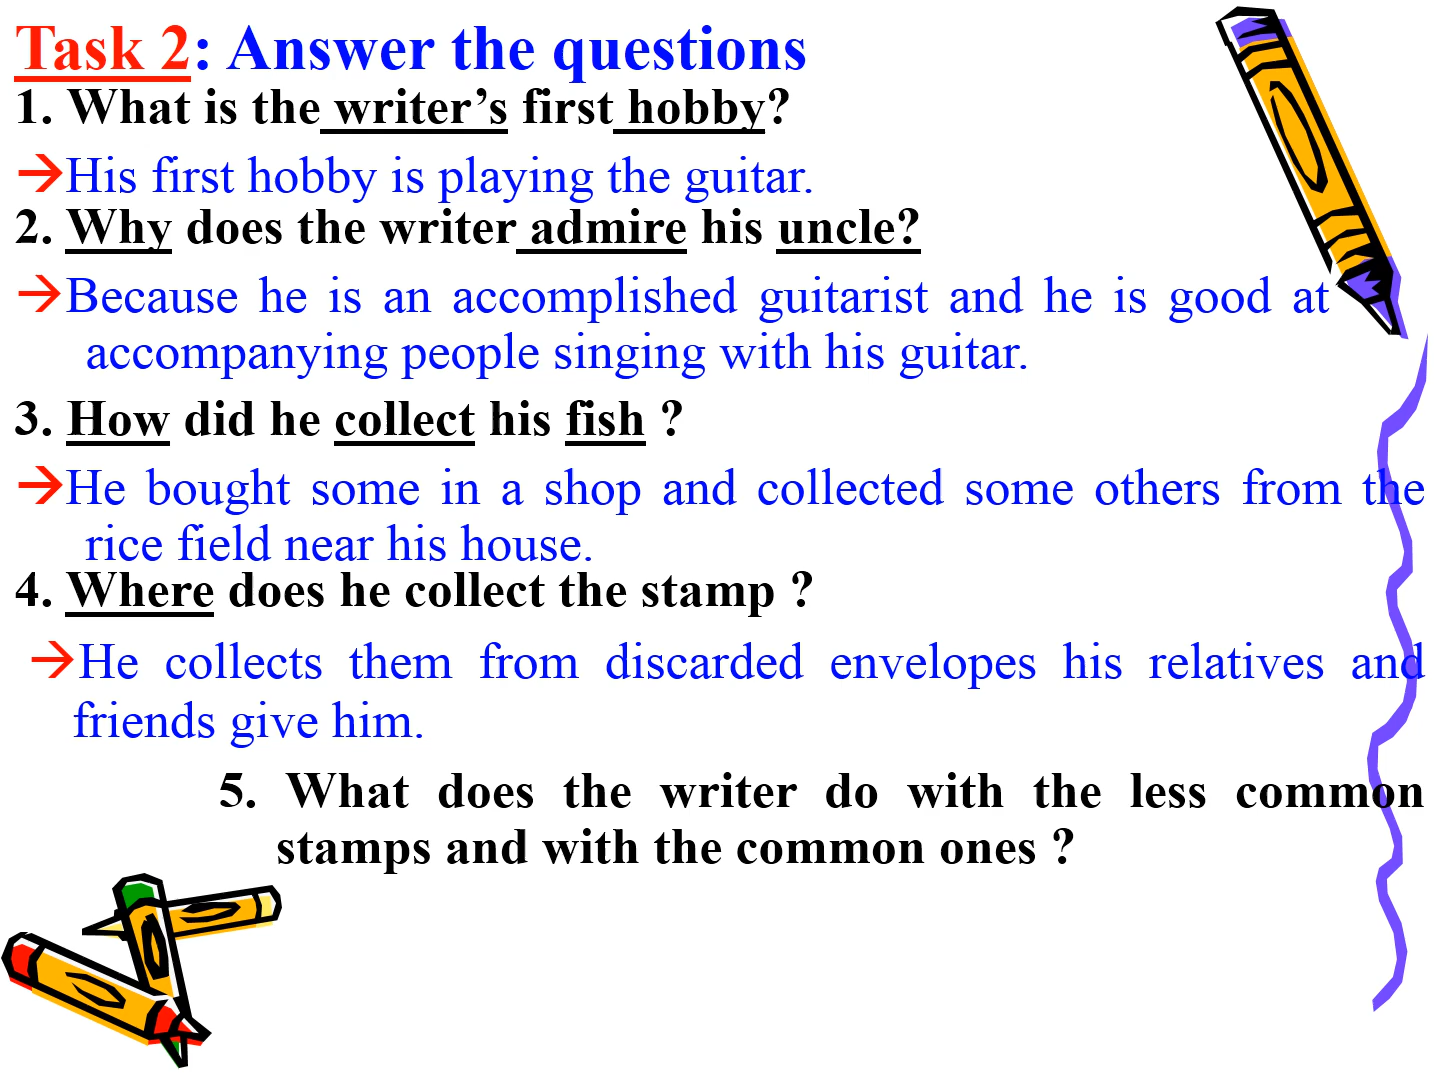 Task 2: Answer the questions
1. What is the writer’s first hobby?
→His first hobby is playing the guitar.
2. Why does the writer admire his uncle?
→Because he is an accomplished guitarist and he is good at
accompanying people singing with his guitar.
3. How did he collect his fish ?
→He bought some in a shop and collected some others from the
rice field near his house.
4. Where does he collect the stamp ?
→He collects them from discarded envelopes his relatives and
friends give him.
5. What does the writer do with the less common
stamps and with the common ones ?